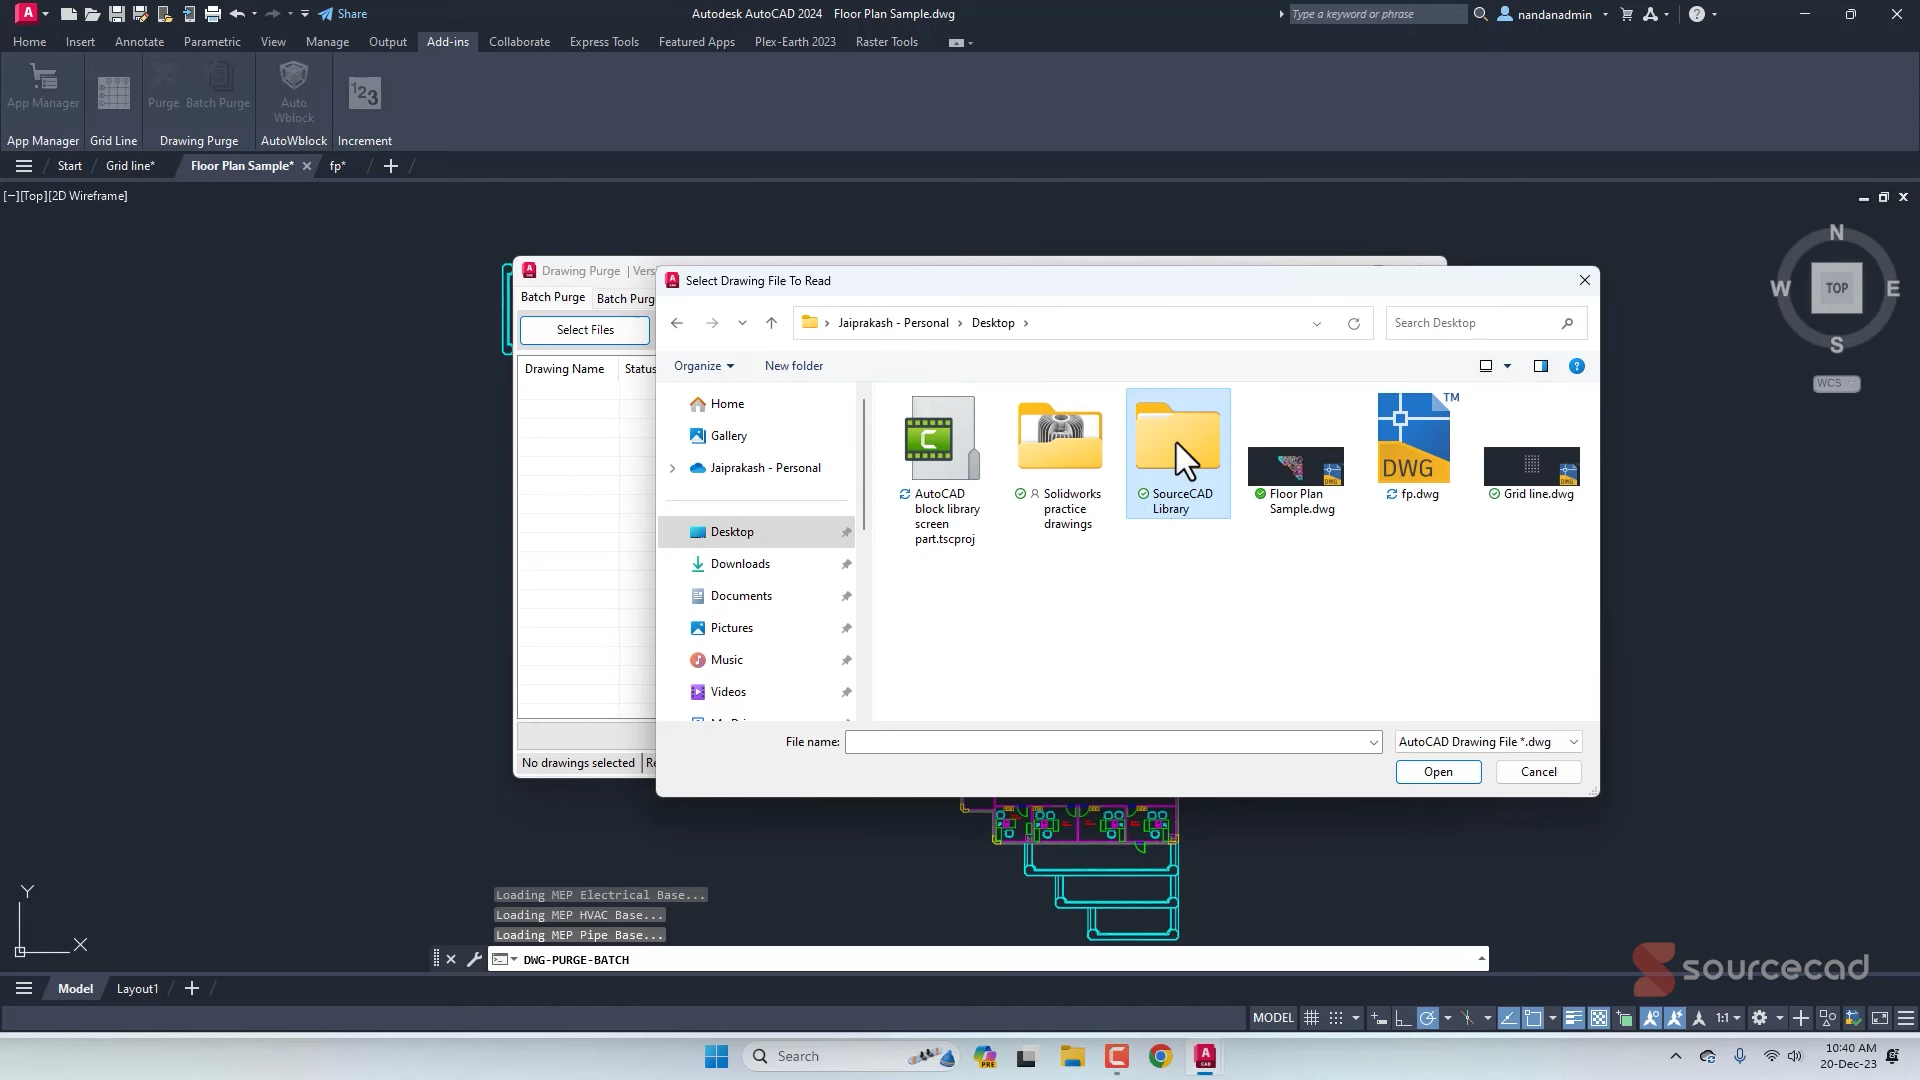 Share
Autodesk AutoCAD 2024 Floor Plan Sample.dwg
Type a keyword or phrase
nandanadmin
Home Insert Annotate Parametric View Manage Output Add-ins Collaborate Express Tools Featured Apps Plex-Earth 2023 Raster Tools
App Manager
Purge Batch Purge
Auto
Wblock
App Manager Grid Line Drawing Purge AutoWblock Increment
Start Grid line* Floor Plan Sample* fp*
[−][Top][2D Wireframe]
N
W TOP E
S
WCS
Drawing Purge
Batch Purge
Select Files
Drawing Name Status
No drawings selected
Select Drawing File To Read
Jaiprakash - Personal Desktop
Search Desktop
Organize New folder
Home
Gallery
Jaiprakash - Personal
Desktop
Downloads
Documents
Pictures
Music
Videos
AutoCAD
block library
screen
part.tscproj
Solidworks
practice
drawings
SourceCAD
Library
Floor Plan
Sample.dwg
TM
DWG
fp.dwg
Grid line.dwg
File name:
AutoCAD Drawing File *.dwg
Open Cancel
Loading MEP Electrical Base...
Loading MEP HVAC Base...
Loading MEP Pipe Base...
Y
X
DWG-PURGE-BATCH
sourcecad
Model Layout1
MODEL 1:1
Search
PRE
10:40 AM
20-Dec-23